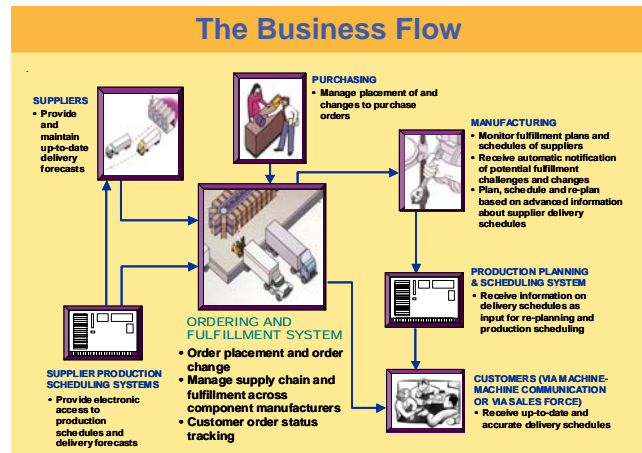 The Business Flow
PURCHASING
• Manage placement of and
changes to purchase
orders
SUPPLIERS
• Provide
and
maintain
up-to-date
delivery
forecasts
MANUFACTURING
• Monitor fulfillment plans and
schedules of suppliers
• Receive automatic notification
of potential fulfillment
challenges and changes
• Plan, schedule and re-plan
based on advanced information
about supplier delivery
schedules
PRODUCTION PLANNING
& SCHEDULING SYSTEM
• Receive information on
delivery schedules as
input for re-planning and
production scheduling
ORDERING AND
FULFILLMENT SYSTEM
• Order placement and order
change
• Manage supply chain and
fulfillment across
component manufacturers
• Customer order status
tracking
SUPPLIER PRODUCTION
SCHEDULING SYSTEMS
• Provide electronic
access to
production
schedules and
delivery forecasts
CUSTOMERS (VIA MACHINE-
MACHINE COMMUNICATION
OR VIA SALES FORCE)
• Receive up-to-date and
accurate delivery schedules